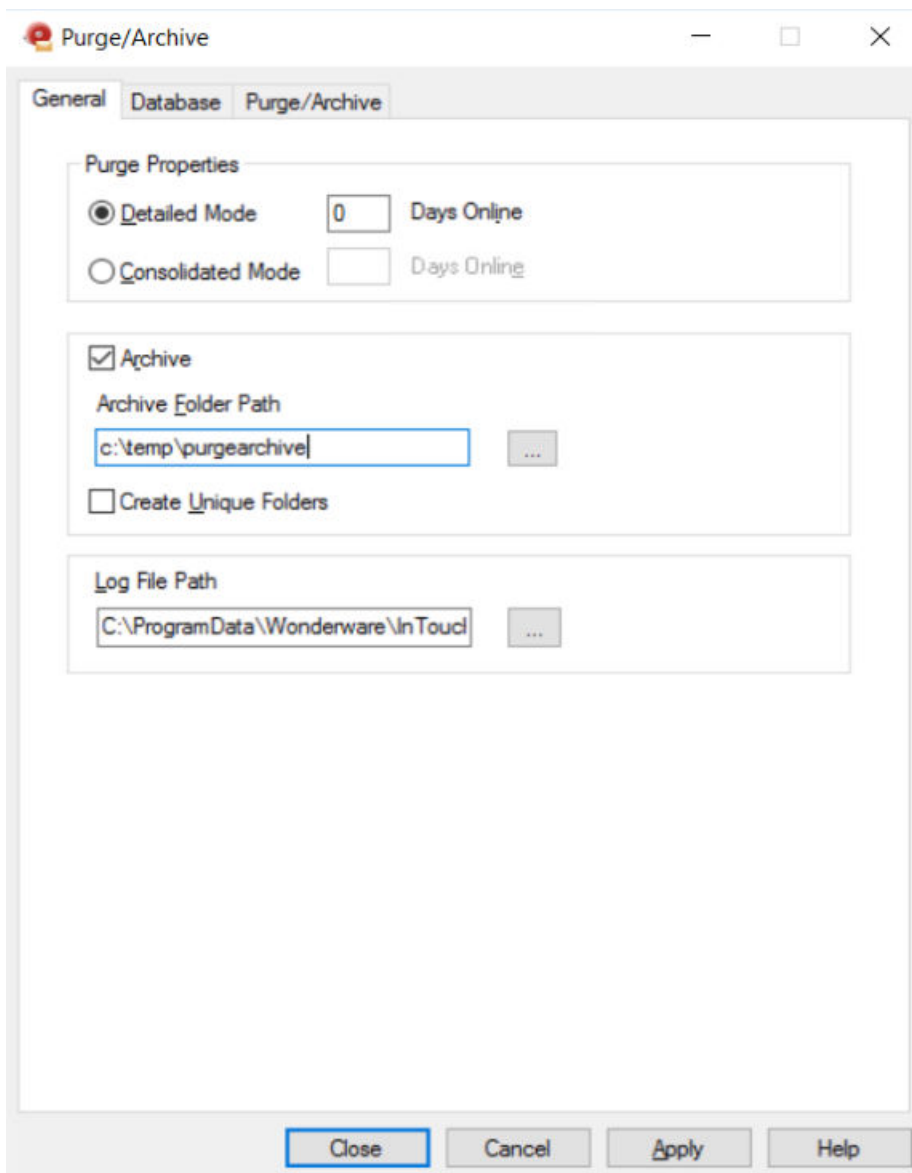 Purge/Archive
General Database Purge/Archive
Purge Properties
Detailed Mode 0 Days Online
Consolidated Mode Days Online
Archive
Archive Folder Path
c:\temp\purgearchive
...
Create Unique Folders
Log File Path
C:\ProgramData\Wonderware\InTouch
...
Close Cancel Apply Help